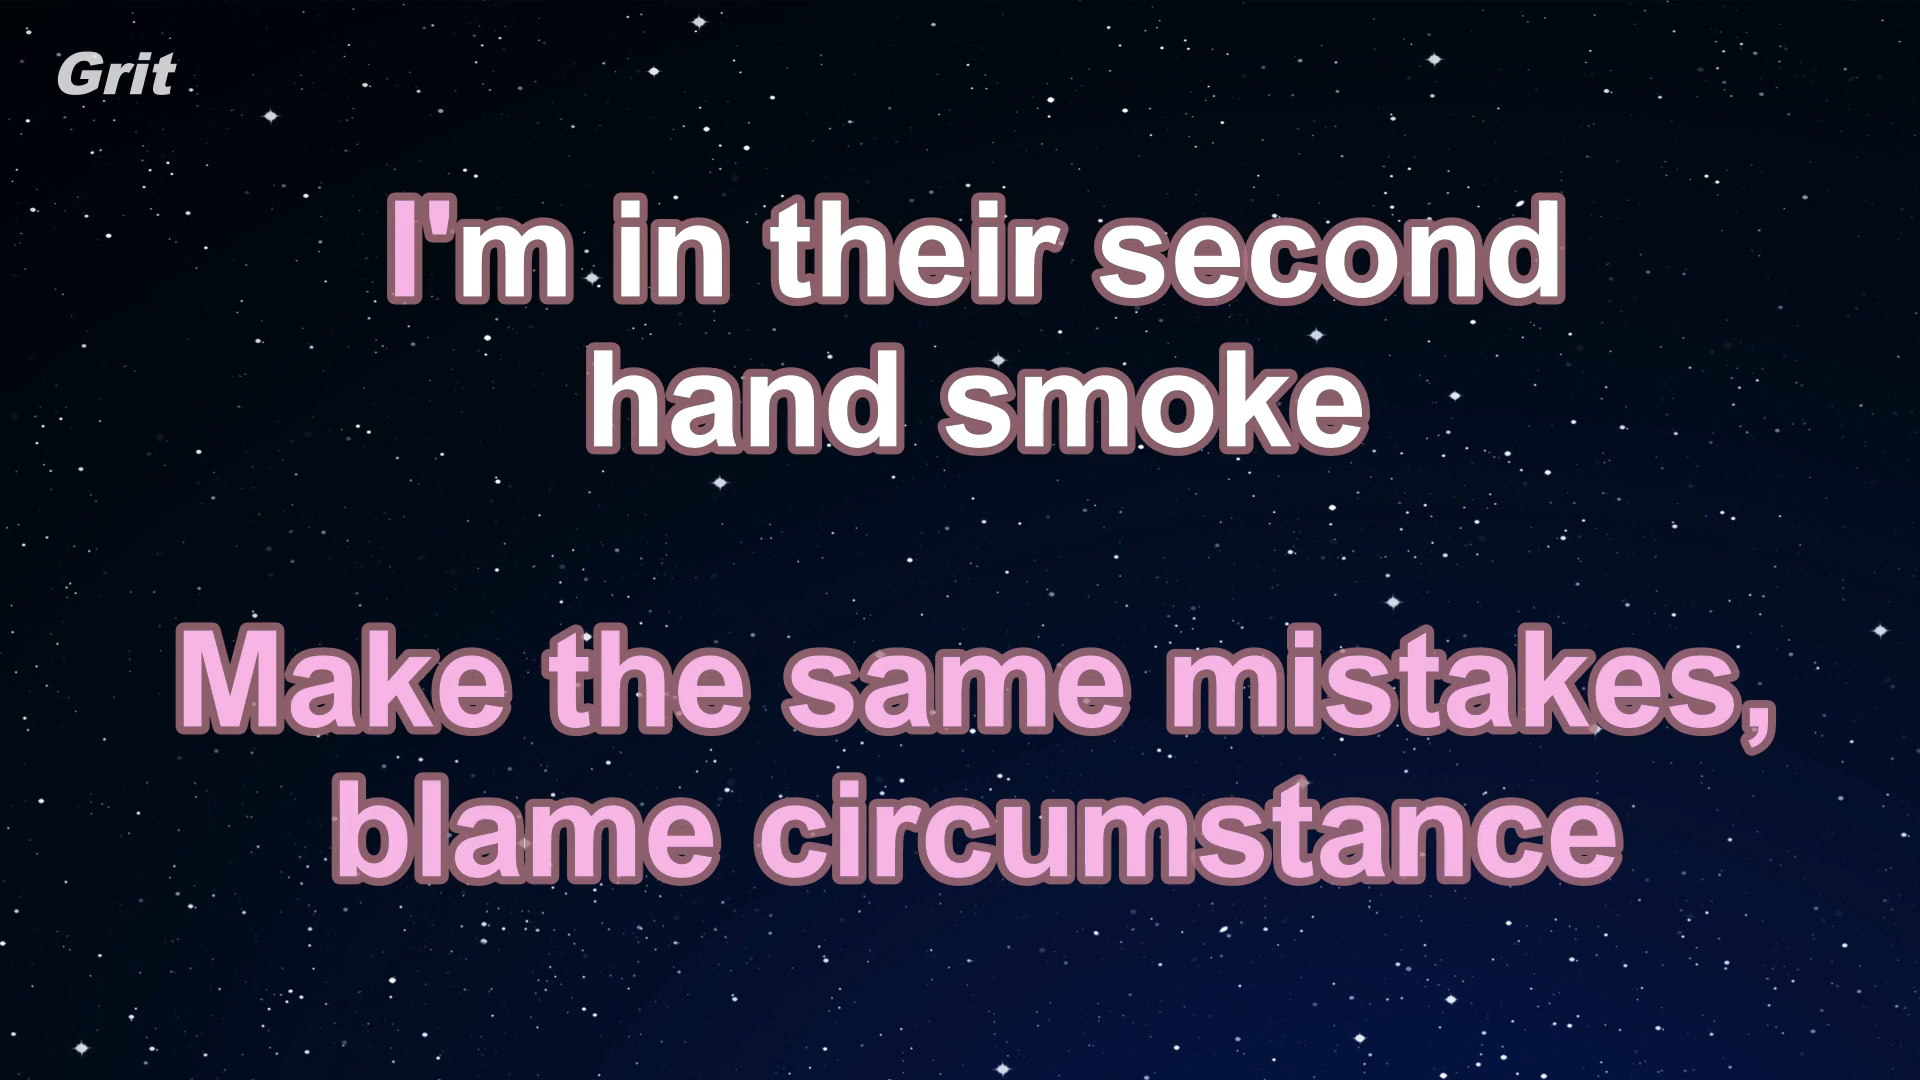 Grit
I'm in their second
hand smoke
Make the same mistakes,
blame circumstance